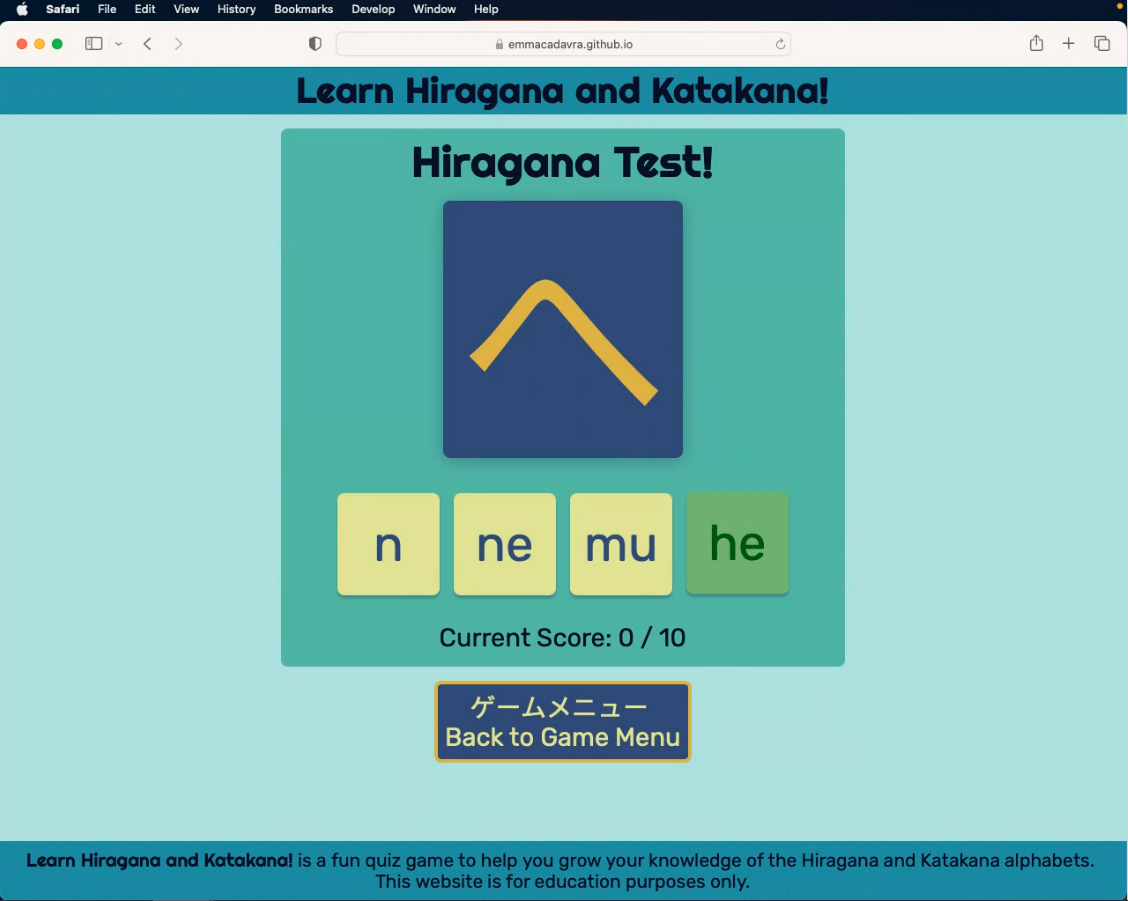 Safari File Edit View History Bookmarks Develop Window Help
emmacadavra.github.io
Learn Hiragana and Katakana!
Hiragana Test!
へ
n ne mu he
Current Score: 0 / 10
ゲームメニュー
Back to Game Menu
Learn Hiragana and Katakana! is a fun quiz game to help you grow your knowledge of the Hiragana and Katakana alphabets.
This website is for education purposes only.